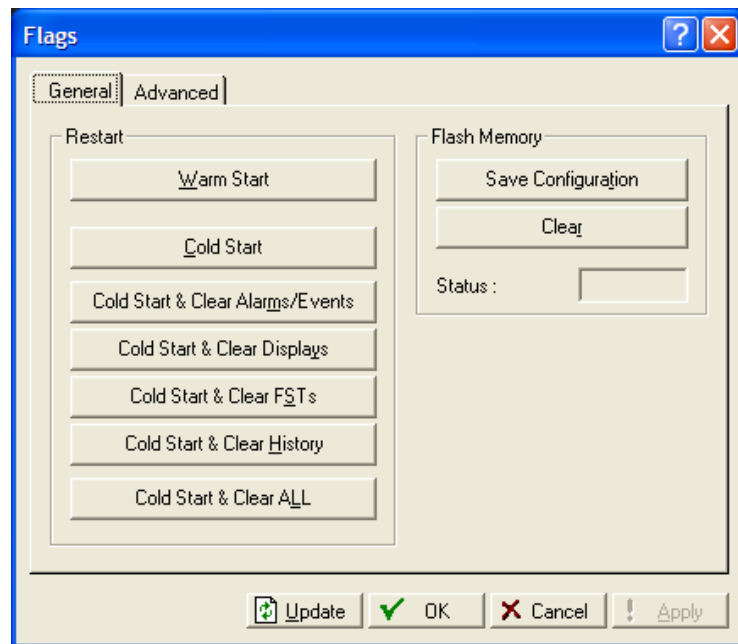 Flags
General
Advanced
Restart
Warm Start
Cold Start
Cold Start & Clear Alarms/Events
Cold Start & Clear Displays
Cold Start & Clear FSTs
Cold Start & Clear History
Cold Start & Clear ALL
Flash Memory
Save Configuration
Clear
Status :
Update
OK
Cancel
Apply